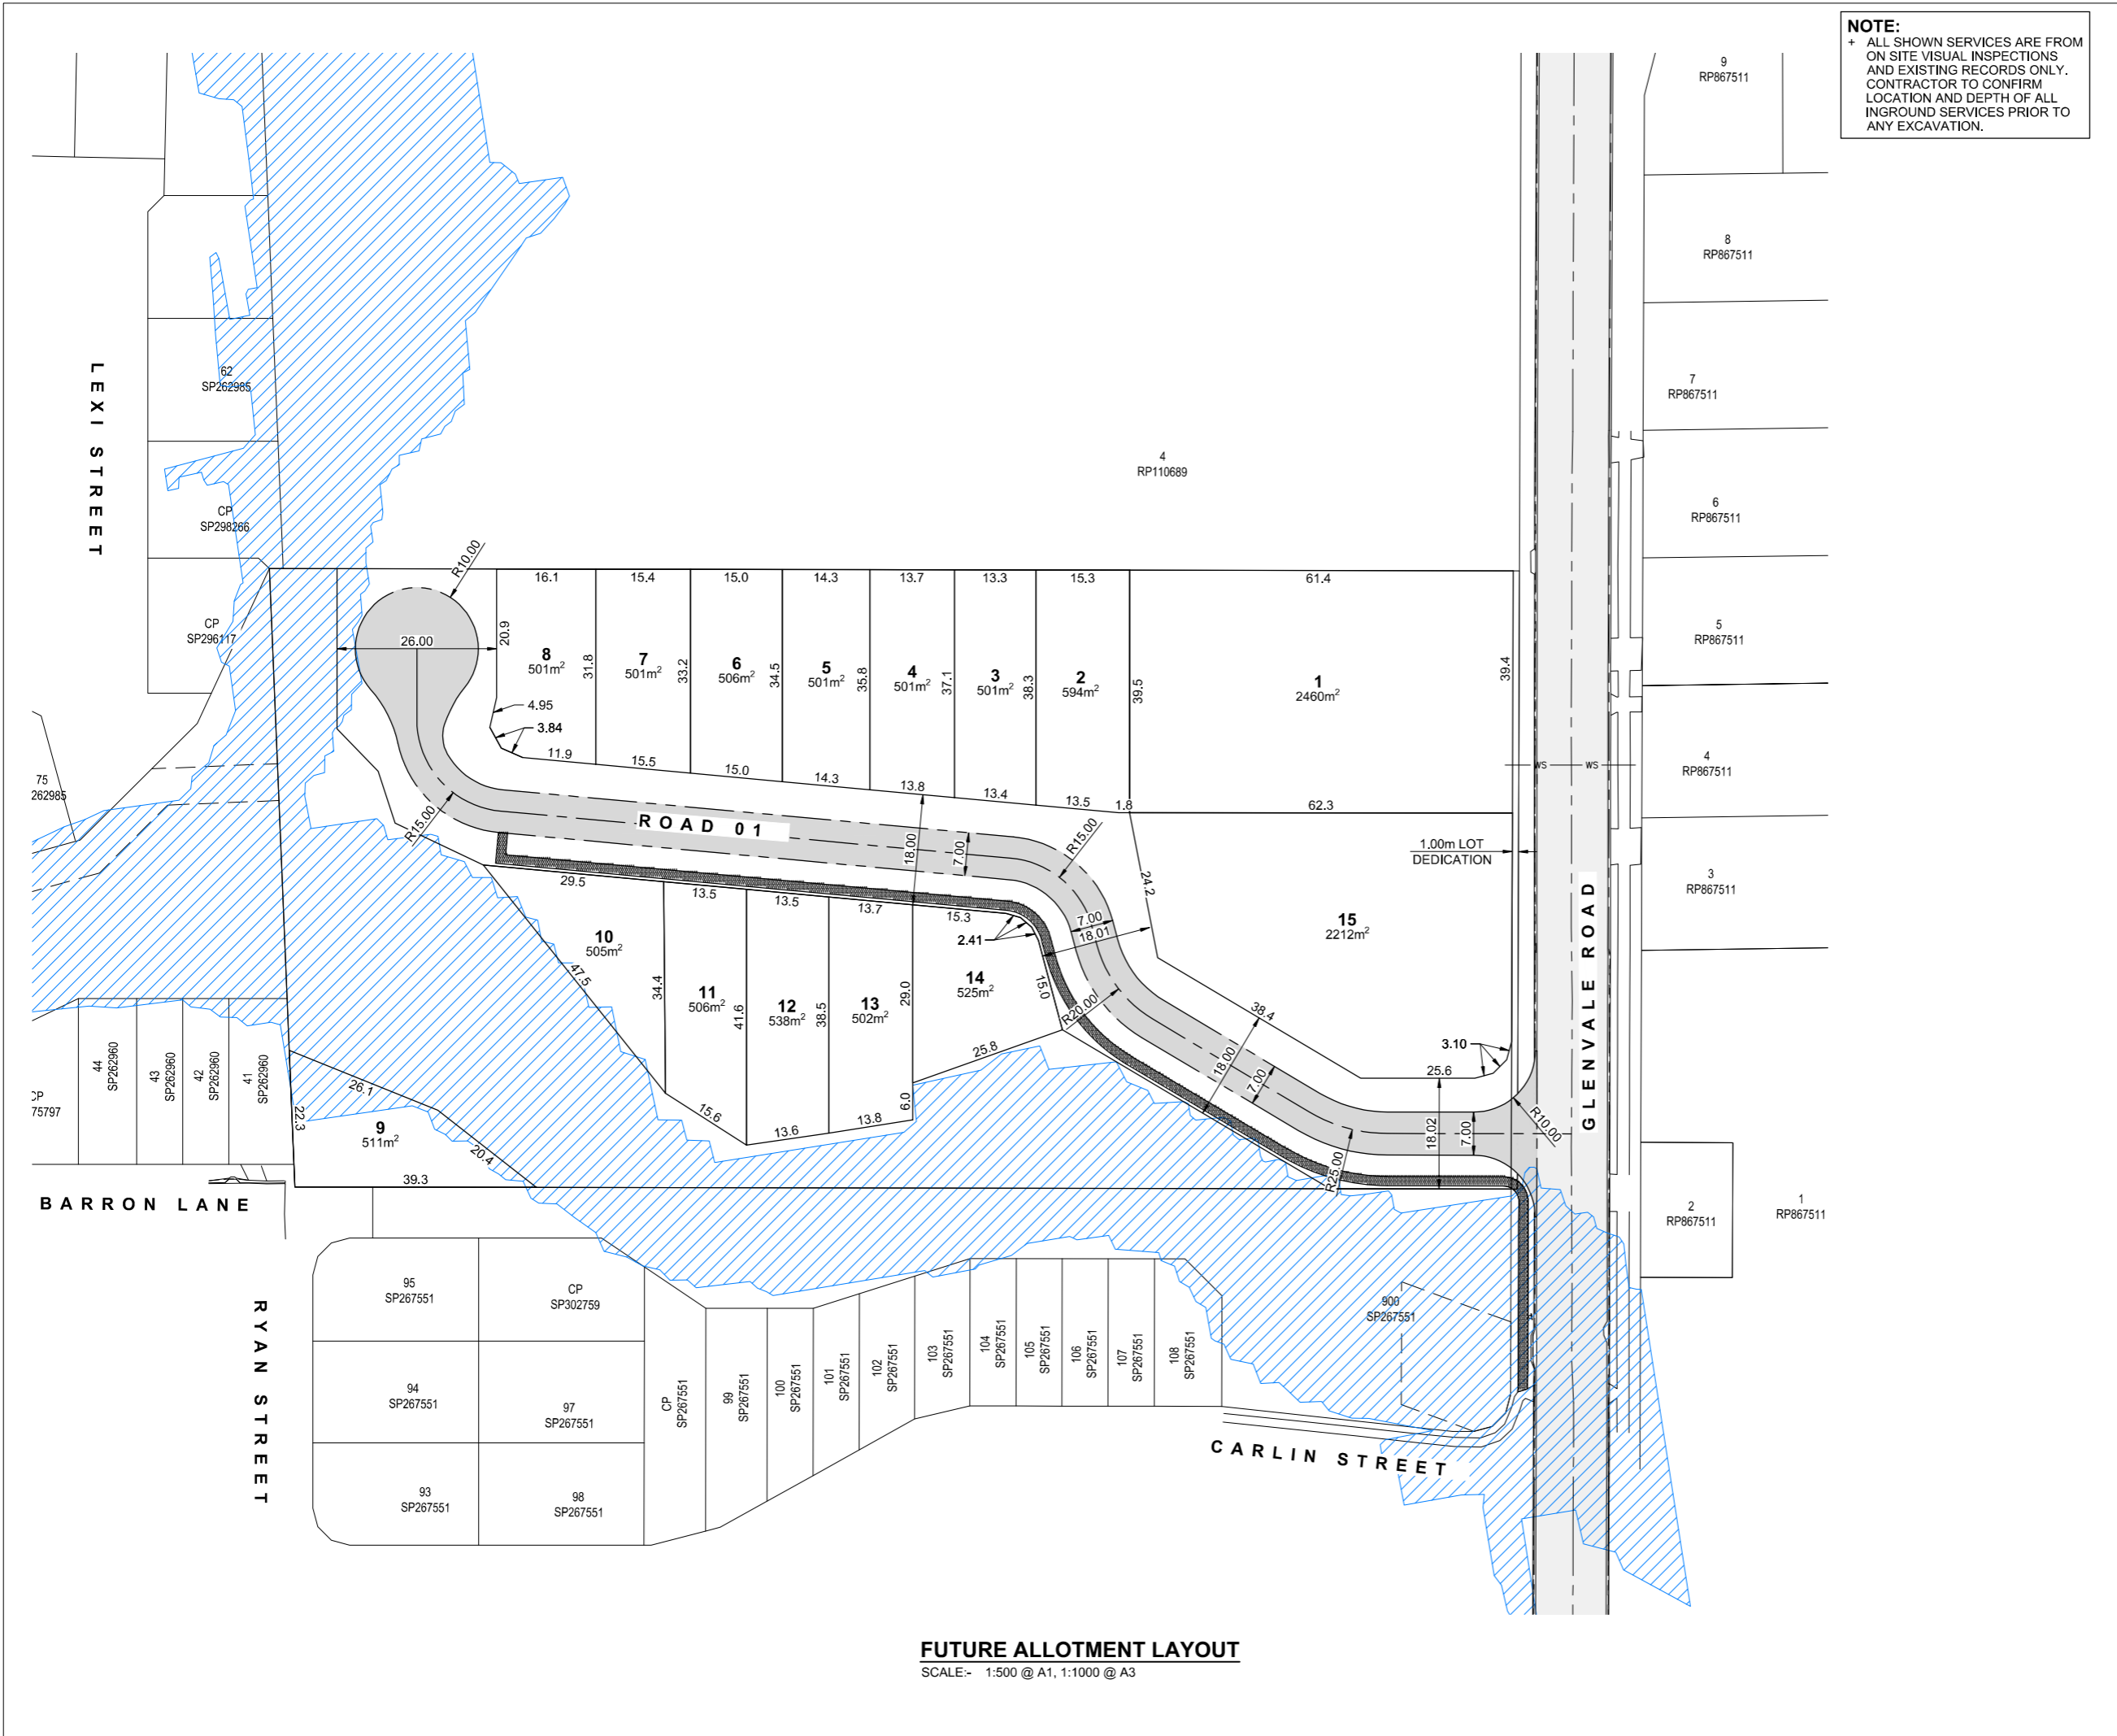 NOTE:
+ ALL SHOWN SERVICES ARE FROM
ON SITE VISUAL INSPECTIONS
AND EXISTING RECORDS ONLY.
CONTRACTOR TO CONFIRM
LOCATION AND DEPTH OF ALL
INGROUND SERVICES PRIOR TO
ANY EXCAVATION.
9
RP867511
8
RP867511
7
RP867511
6
RP867511
5
RP867511
4
RP867511
3
RP867511
2
RP867511
1
RP867511
4
RP110689
LEXI STREET
62
SP262985
CP
SP298266
CP
SP296117
75
262985
R10.00
26.00
16.1
15.4
15.0
14.3
13.7
13.3
15.3
61.4
20.9
31.8
33.2
34.5
35.8
37.1
38.3
39.5
39.4
8
501m²
7
501m²
6
506m²
5
501m²
4
501m²
3
501m²
2
594m²
1
2460m²
4.95
3.84
11.9
15.5
15.0
14.3
13.8
13.4
13.5
1.8
62.3
WS
WS
R15.00
ROAD 01
18.00
7.00
R15.00
24.2
1.00m LOT
DEDICATION
GLENVALE ROAD
29.5
13.5
13.5
13.7
15.3
2.41
7.00
18.01
15
2212m²
10
505m²
47.5
34.4
11
506m²
41.6
12
538m²
38.5
13
502m²
29.0
14
525m²
15.0
R20.00
38.4
25.8
18.00
7.00
3.10
25.6
6.0
15.6
13.6
13.8
18.02
7.00
R10.00
R25.00
44
SP262960
43
SP262960
42
SP262960
41
SP262960
CP
75797
26.1
22.3
9
511m²
20.4
39.3
BARRON LANE
RYAN STREET
95
SP267551
CP
SP302759
94
SP267551
97
SP267551
93
SP267551
98
SP267551
CP
SP267551
99
SP267551
100
SP267551
101
SP267551
102
SP267551
103
SP267551
104
SP267551
105
SP267551
106
SP267551
107
SP267551
108
SP267551
900
SP267551
CARLIN STREET
FUTURE ALLOTMENT LAYOUT
SCALE:- 1:500 @ A1, 1:1000 @ A3